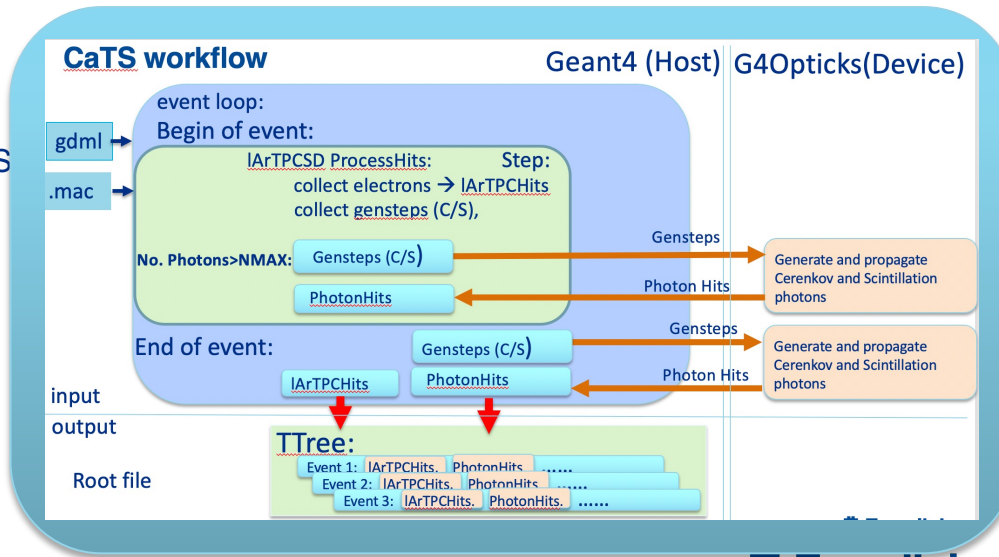 CaTS workflow
Geant4 (Host)
G4Opticks(Device)
event loop:
Begin of event:
gdml
.mac
lArTPCSD ProcessHits:
Step:
collect electrons → lArTPCHits
collect gensteps (C/S),
No. Photons>NMAX:
Gensteps (C/S)
PhotonHits
Gensteps
Photon Hits
Generate and propagate
Cerenkov and Scintillation
photons
End of event:
Gensteps (C/S)
lArTPCHits
PhotonHits
Gensteps
Photon Hits
Generate and propagate
Cerenkov and Scintillation
photons
input
output
Root file
TTree:
Event 1: lArTPCHits. PhotonHits ......
Event 2: lArTPCHits. PhotonHits ......
Event 3: lArTPCHits. PhotonHits. ......